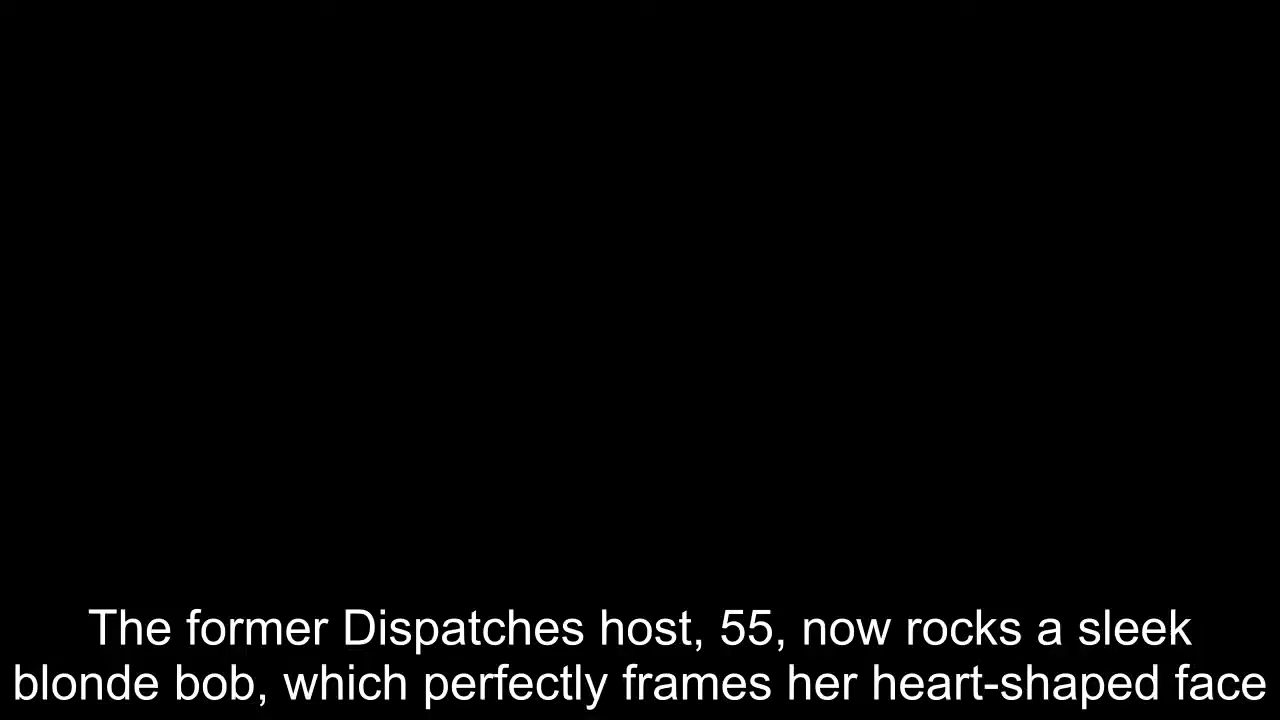 The former Dispatches host, 55, now rocks a sleek
blonde bob, which perfectly frames her heart-shaped face